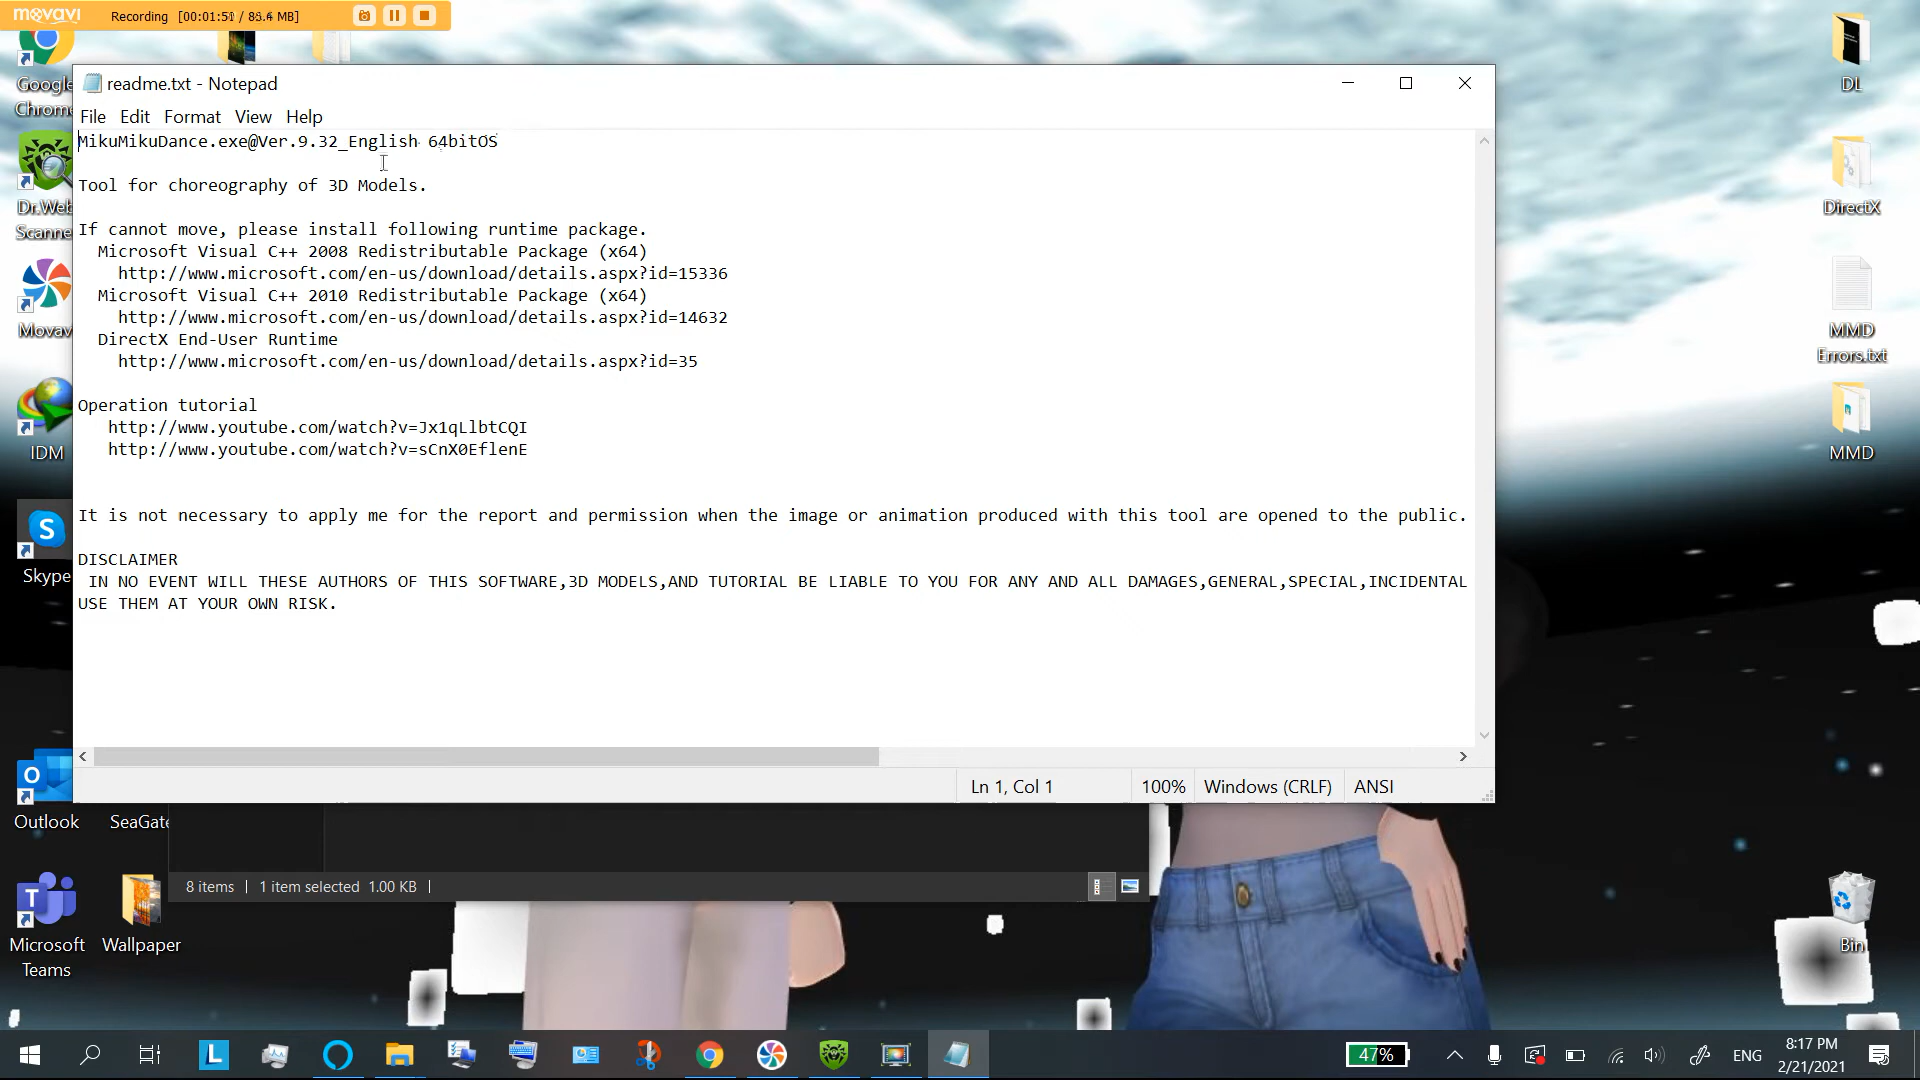 movavi
Recording [00:01:51 / 86.4 MB]
Google Chrome
Dr.Web
Scanne
Movavi
IDM
Skype
Outlook
SeaGate
Microsoft Teams
Wallpaper
DL
DirectX
MMD Errors.txt
MMD
Bin
readme.txt - Notepad
File Edit Format View Help
MikuMikuDance.exe@Ver.9.32_English 64bitOS
Tool for choreography of 3D Models.
If cannot move, please install following runtime package.
Microsoft Visual C++ 2008 Redistributable Package (x64)
http://www.microsoft.com/en-us/download/details.aspx?id=15336
Microsoft Visual C++ 2010 Redistributable Package (x64)
http://www.microsoft.com/en-us/download/details.aspx?id=14632
DirectX End-User Runtime
http://www.microsoft.com/en-us/download/details.aspx?id=35
Operation tutorial
http://www.youtube.com/watch?v=Jx1qLlbtCQI
http://www.youtube.com/watch?v=sCnX0EflenE
It is not necessary to apply me for the report and permission when the image or animation produced with this tool are opened to the public.
DISCLAIMER
IN NO EVENT WILL THESE AUTHORS OF THIS SOFTWARE,3D MODELS,AND TUTORIAL BE LIABLE TO YOU FOR ANY AND ALL DAMAGES,GENERAL,SPECIAL,INCIDENTAL
USE THEM AT YOUR OWN RISK.
Ln 1, Col 1 100% Windows (CRLF) ANSI
8 items 1 item selected 1.00 KB
47% ENG 8:17 PM
2/21/2021